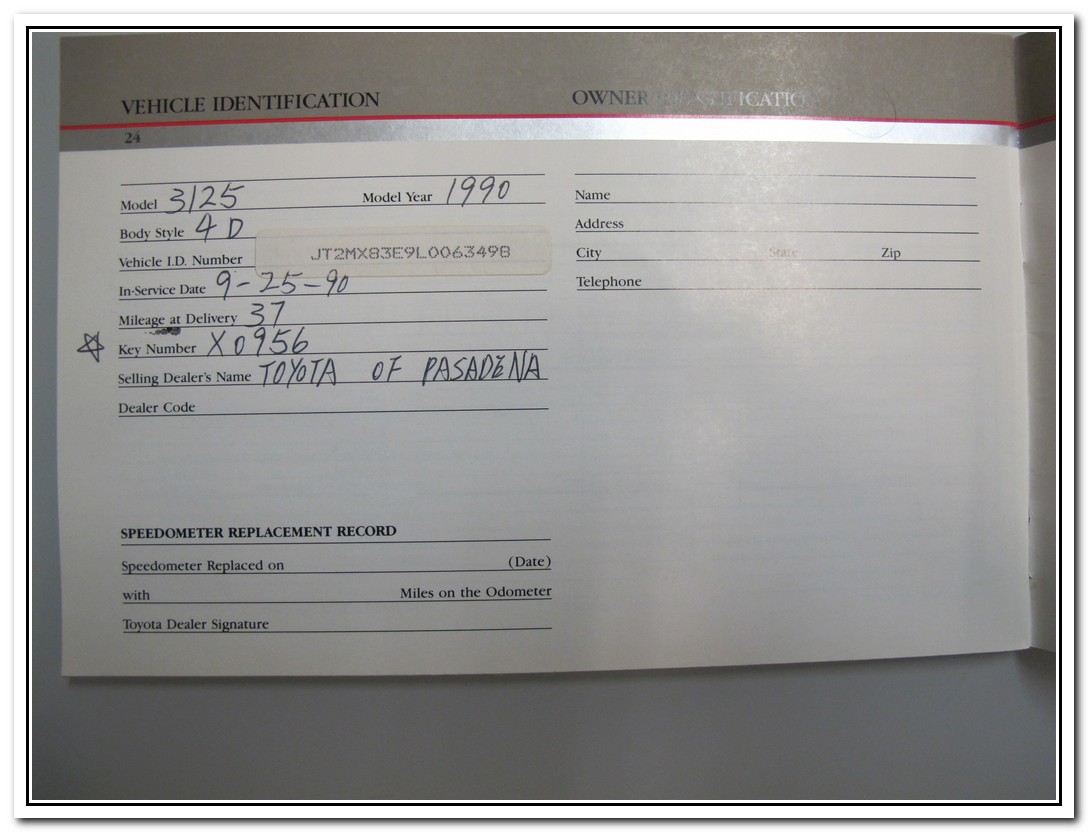 VEHICLE IDENTIFICATION
24
Model 3125 Model Year 1990
Body Style 4 D
Vehicle I.D. Number JT2MX83E9L0063498
In-Service Date 9-25-90
Mileage at Delivery 37
Key Number X0956
Selling Dealer's Name TOYOTA OF PASADENA
Dealer Code
SPEEDOMETER REPLACEMENT RECORD
Speedometer Replaced on (Date)
with Miles on the Odometer
Toyota Dealer Signature
OWNER IDENTIFICATION
Name
Address
City State Zip
Telephone